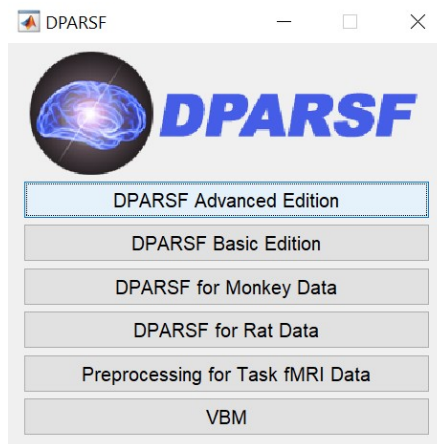 DPARSF
DPARSF
DPARSF Advanced Edition
DPARSF Basic Edition
DPARSF for Monkey Data
DPARSF for Rat Data
Preprocessing for Task fMRI Data
VBM